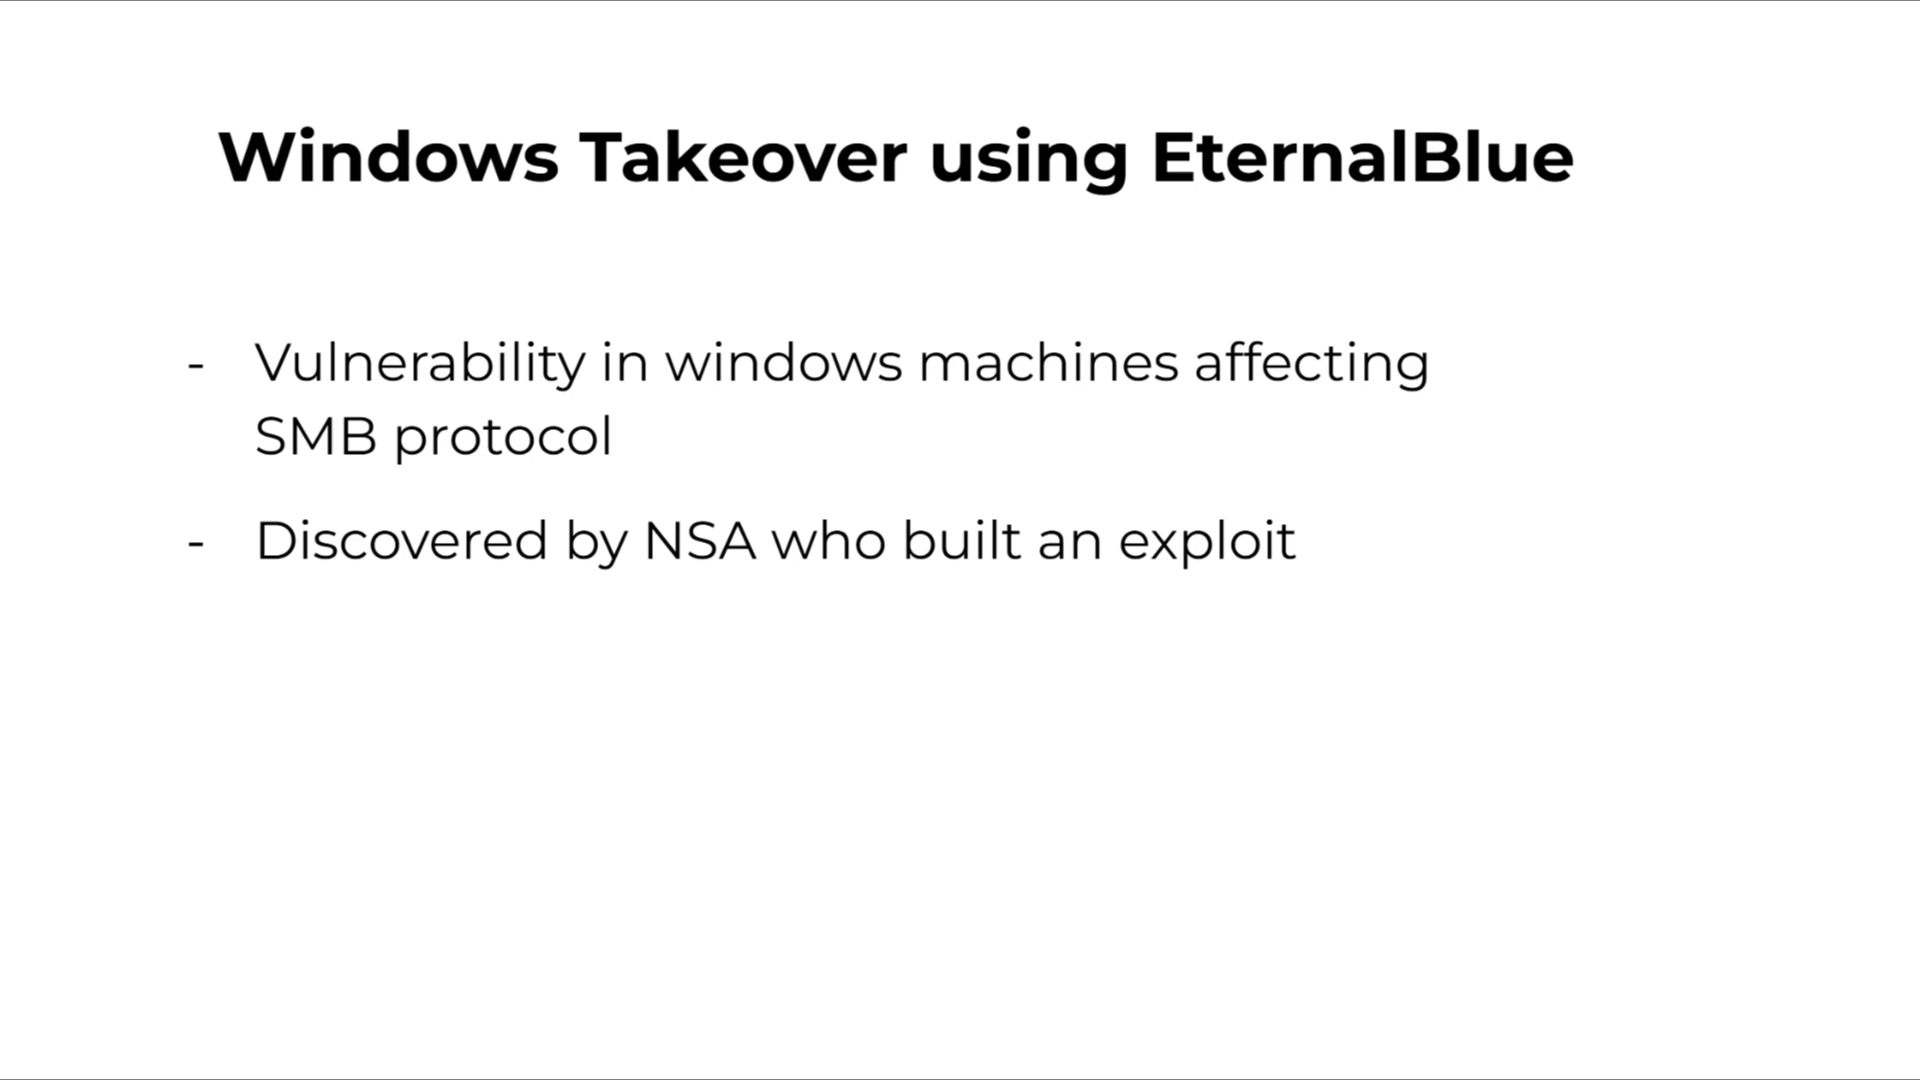 Windows Takeover using EternalBlue
- Vulnerability in windows machines affecting
SMB protocol
- Discovered by NSA who built an exploit